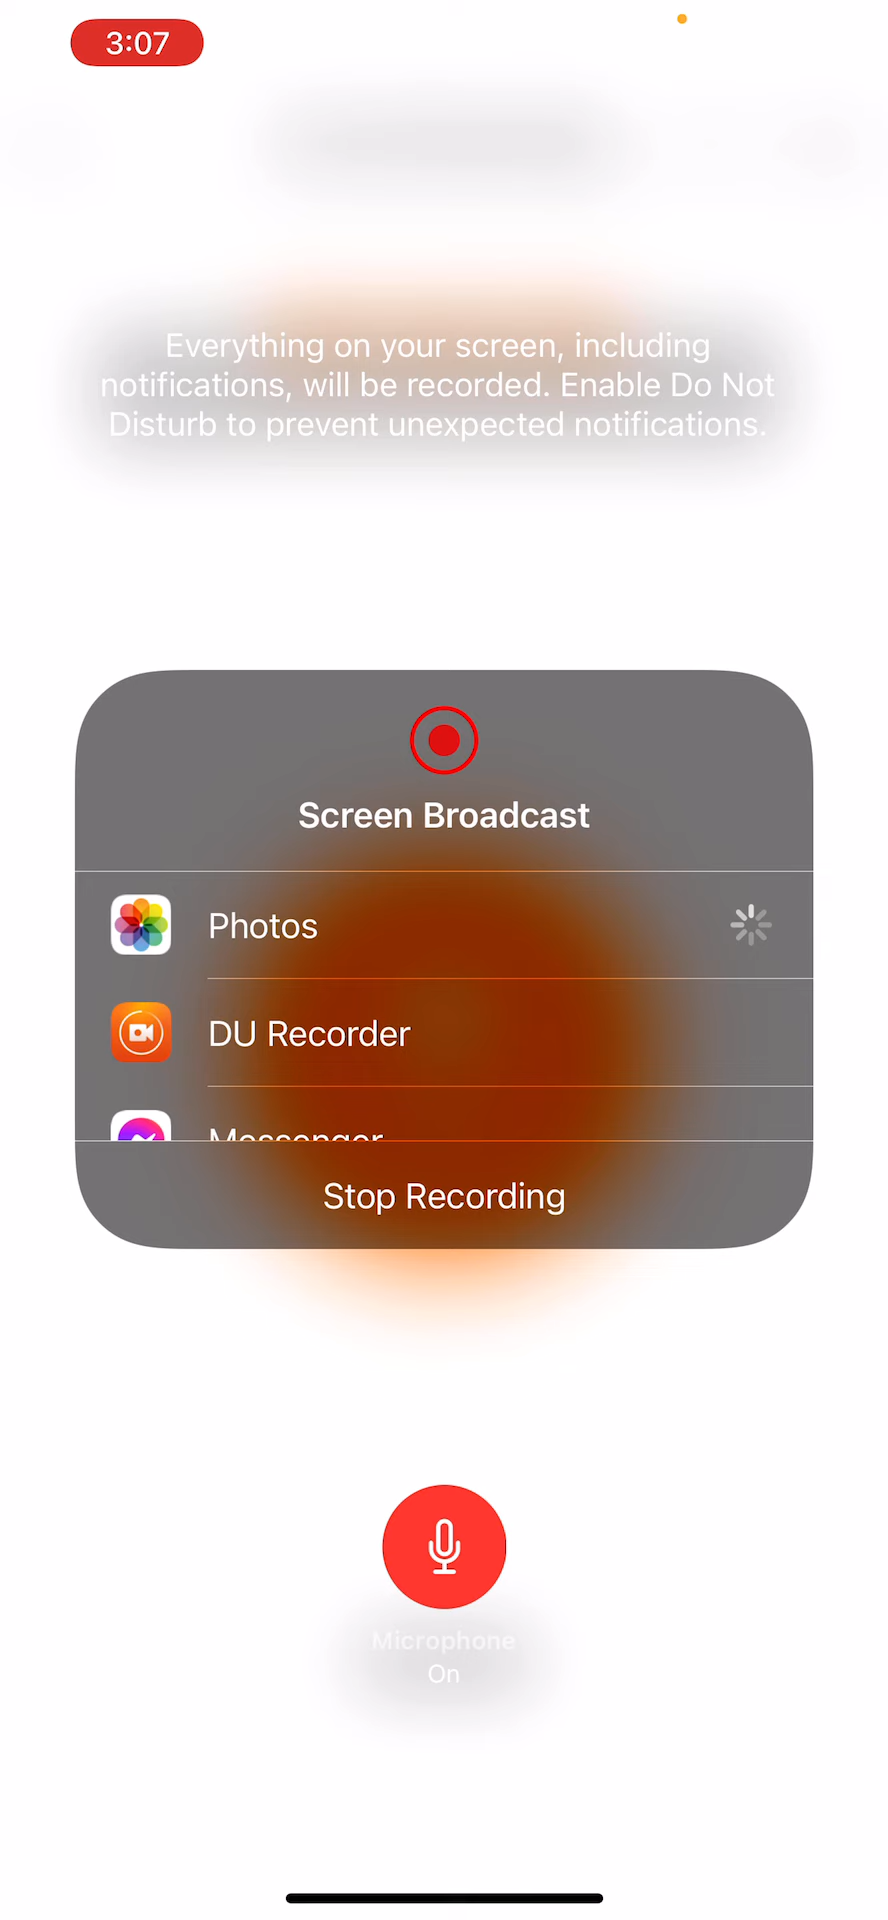 3:07
Everything on your screen, including
notifications, will be recorded. Enable Do Not
Disturb to prevent unexpected notifications.
Screen Broadcast
Photos
DU Recorder
Messenger
Stop Recording
Microphone
On